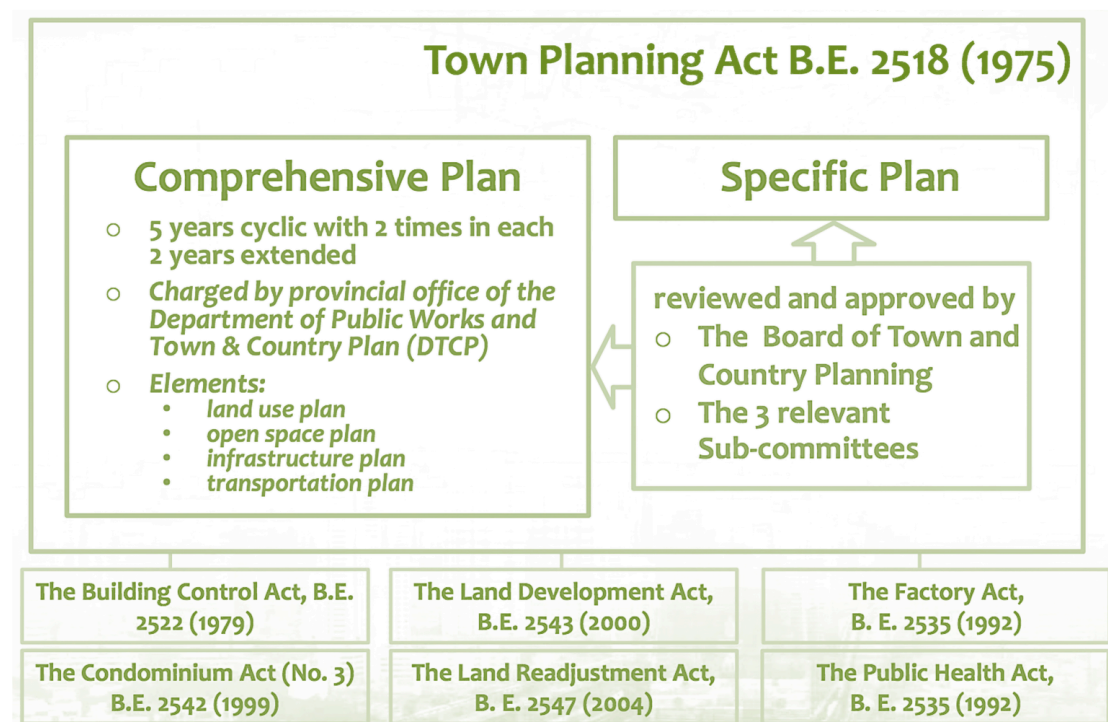 Town Planning Act B.E. 2518 (1975)
Comprehensive Plan
5 years cyclic with 2 times in each
2 years extended
Charged by provincial office of the
Department of Public Works and
Town & Country Plan (DTCP)
Elements:
land use plan
open space plan
infrastructure plan
transportation plan
Specific Plan
reviewed and approved by
The Board of Town and
Country Planning
The 3 relevant
Sub-committees
The Building Control Act, B.E.
2522 (1979)
The Land Development Act,
B.E. 2543 (2000)
The Factory Act,
B. E. 2535 (1992)
The Condominium Act (No. 3)
B.E. 2542 (1999)
The Land Readjustment Act,
B. E. 2547 (2004)
The Public Health Act,
B. E. 2535 (1992)